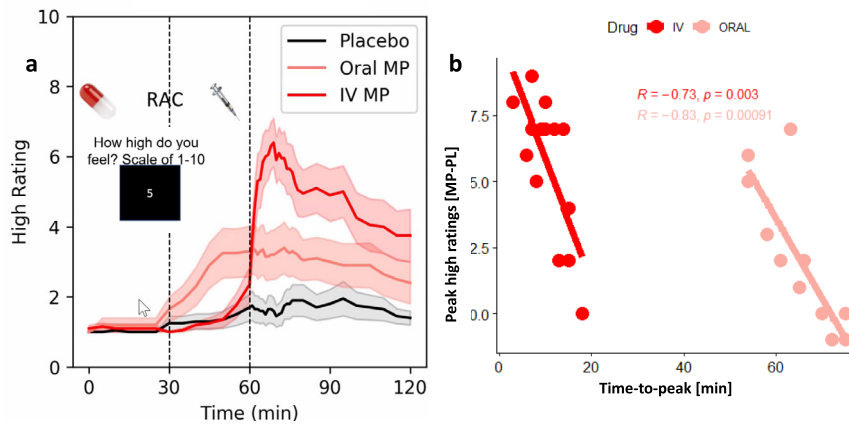 a
10
8
6
4
2
0
High Rating
RAC
How high do you
feel? Scale of 1-10
5
Placebo
Oral MP
IV MP
0
30
60
90
120
Time (min)
b
Drug IV ORAL
R = −0.73, p = 0.003
R = −0.83, p = 0.00091
Peak high ratings [MP-PL]
7.5
5.0
2.5
0.0
0
20
40
60
Time-to-peak [min]